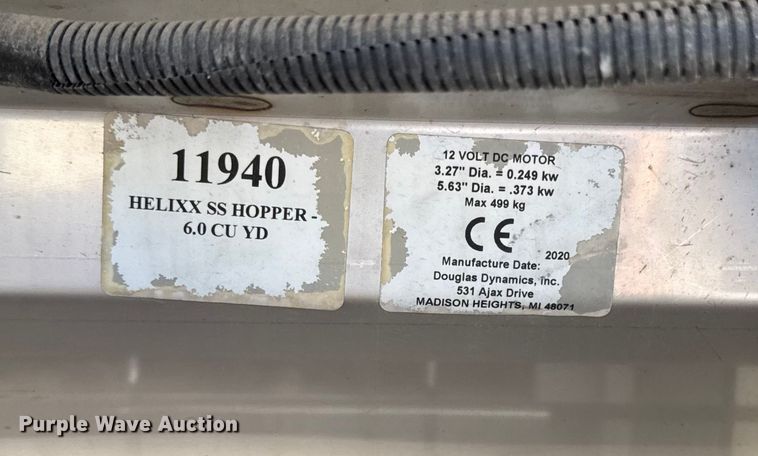 11940
HELIXX SS HOPPER -
6.0 CU YD
12 VOLT DC MOTOR
3.27" Dia. = 0.249 kw
5.63" Dia. = .373 kw
Max 499 kg
CE
2020
Manufacture Date:
Douglas Dynamics, Inc.
531 Ajax Drive
MADISON HEIGHTS, MI 48071
Purple Wave Auction